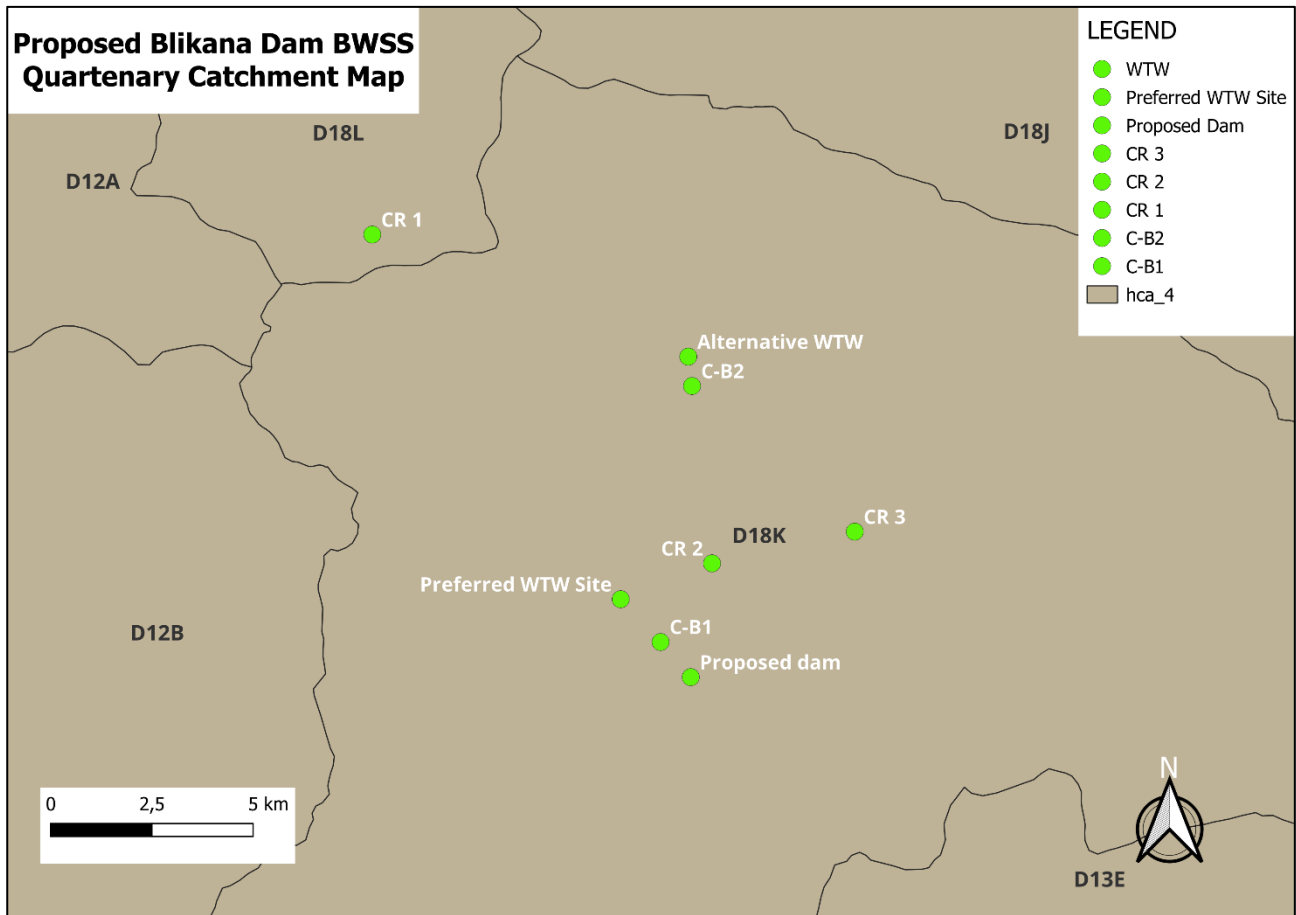 Proposed Blikana Dam BWSS
Quartenary Catchment Map
LEGEND
WTW
Preferred WTW Site
Proposed Dam
CR 3
CR 2
CR 1
C-B2
C-B1
hca_4
D18L
D18J
D12A
CR 1
Alternative WTW
C-B2
CR 3
D18K
CR 2
Preferred WTW Site
C-B1
D12B
Proposed dam
N
0 2,5 5 km
D13E